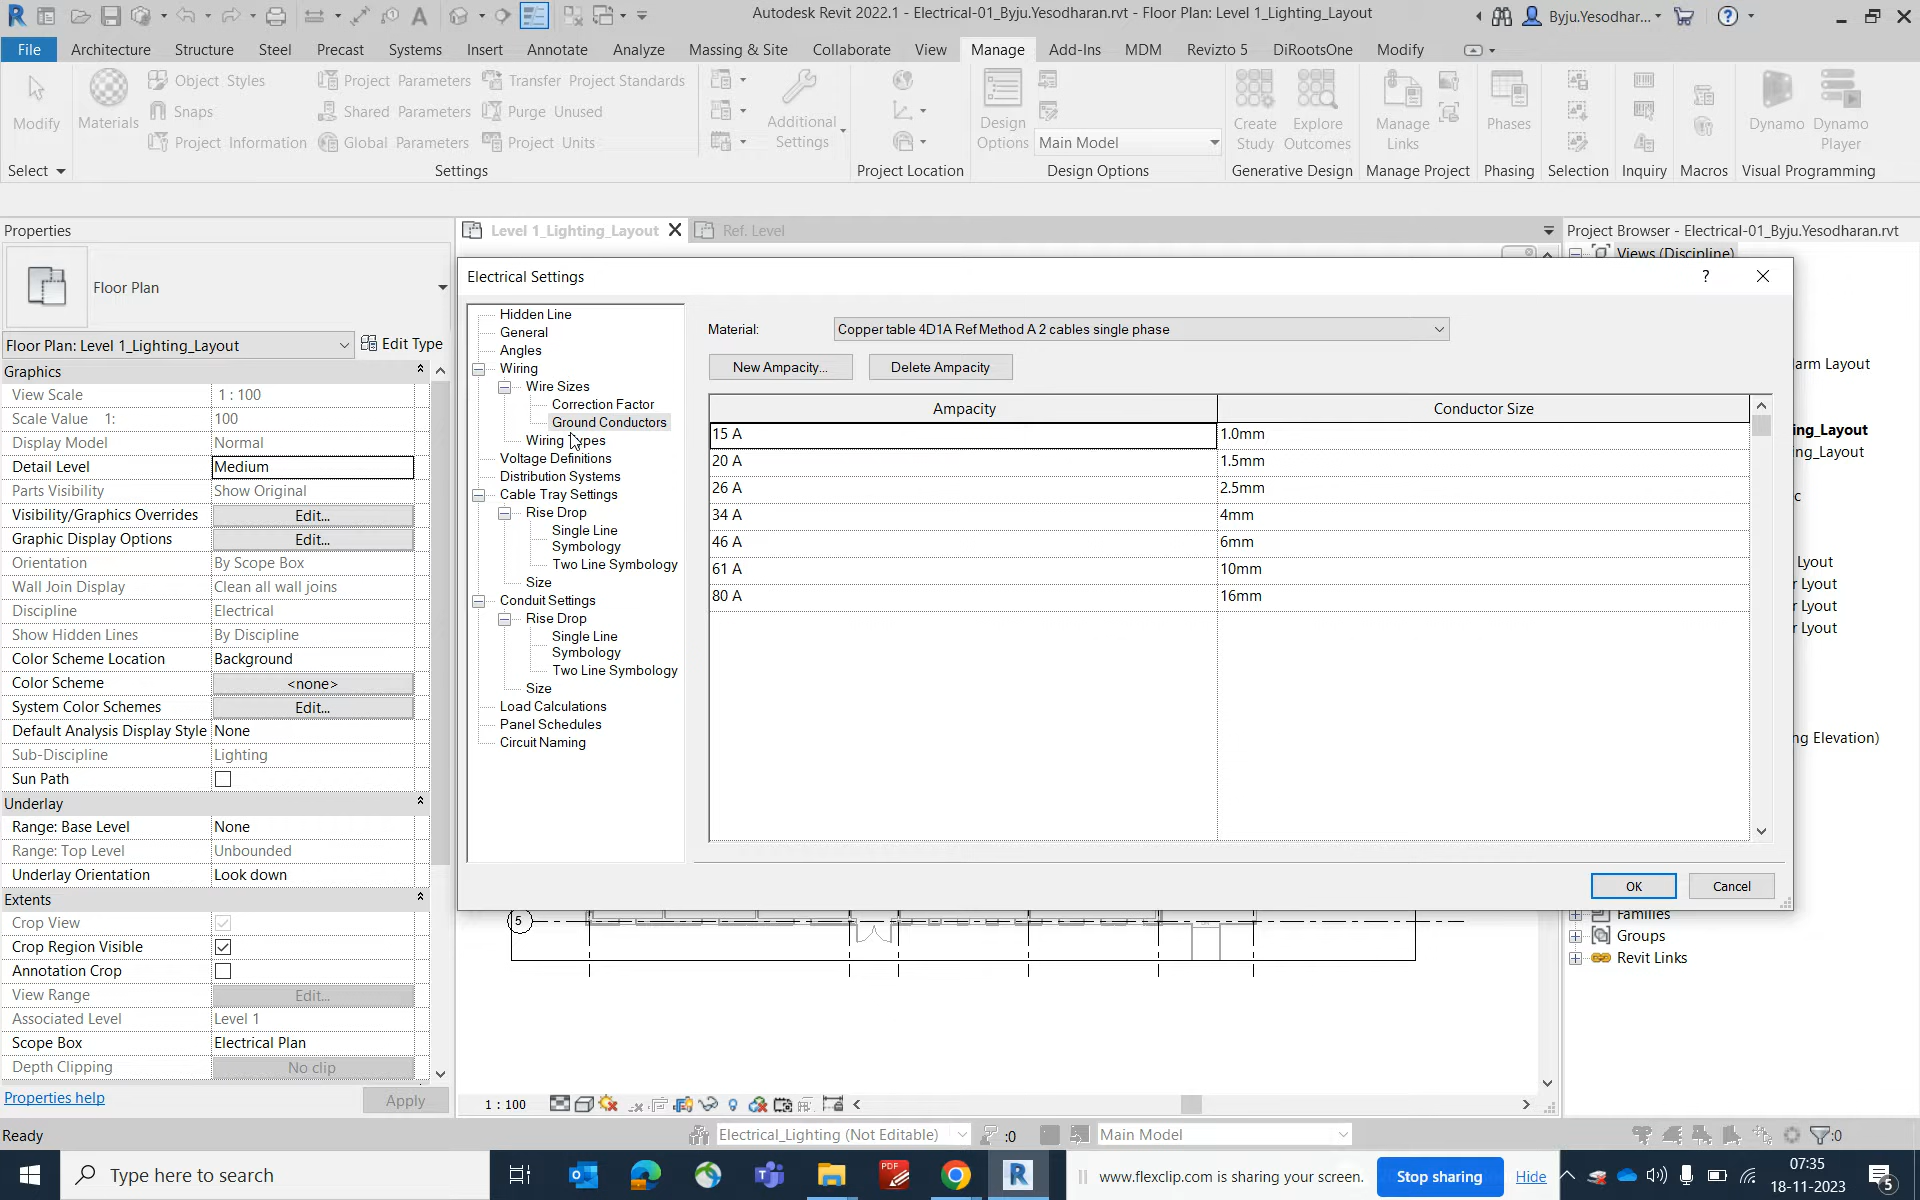 Autodesk Revit 2022.1 - Electrical-01_Byju.Yesodharan.rvt - Floor Plan: Level 1_Lighting_Layout
Byju.Yesodhar...
File Architecture Structure Steel Precast Systems Insert Annotate Analyze Massing & Site Collaborate View Manage Add-Ins MDM Revizto 5 DiRootsOne Modify
Modify
Materials
Object Styles
Snaps
Project Information
Project Parameters
Shared Parameters
Global Parameters
Transfer Project Standards
Purge Unused
Project Units
Additional Settings
Design Options
Main Model
Create Study
Explore Outcomes
Manage Links
Phases
Dynamo
Dynamo Player
Select Settings Project Location Design Options Generative Design Manage Project Phasing Selection Inquiry Macros Visual Programming
Properties
Floor Plan
Floor Plan: Level 1_Lighting_Layout Edit Type
Graphics
View Scale 1 : 100
Scale Value 1: 100
Display Model Normal
Detail Level Medium
Parts Visibility Show Original
Visibility/Graphics Overrides Edit...
Graphic Display Options Edit...
Orientation By Scope Box
Wall Join Display Clean all wall joins
Discipline Electrical
Show Hidden Lines By Discipline
Color Scheme Location Background
Color Scheme <none>
System Color Schemes Edit...
Default Analysis Display Style None
Sub-Discipline Lighting
Sun Path
Underlay
Range: Base Level None
Range: Top Level Unbounded
Underlay Orientation Look down
Extents
Crop View
Crop Region Visible
Annotation Crop
View Range Edit...
Associated Level Level 1
Scope Box Electrical Plan
Depth Clipping No clip
Properties help Apply
Level 1_Lighting_Layout Ref. Level
Electrical Settings ?
Hidden Line
General
Angles
Wiring
Wire Sizes
Correction Factor
Ground Conductors
Wiring Types
Voltage Definitions
Distribution Systems
Cable Tray Settings
Rise Drop
Single Line
Symbology
Two Line Symbology
Size
Conduit Settings
Rise Drop
Single Line
Symbology
Two Line Symbology
Size
Load Calculations
Panel Schedules
Circuit Naming
Material: Copper table 4D1A Ref Method A 2 cables single phase
New Ampacity... Delete Ampacity
Ampacity Conductor Size
15 A 1.0mm
20 A 1.5mm
26 A 2.5mm
34 A 4mm
46 A 6mm
61 A 10mm
80 A 16mm
OK Cancel
5
1 : 100
Project Browser - Electrical-01_Byju.Yesodharan.rvt
Views (Discipline)
arm Layout
ing_Layout
ng_Layout
c
Lyout
r Lyout
r Lyout
r Lyout
ng Elevation)
Families
Groups
Revit Links
Ready
Electrical_Lighting (Not Editable) :0 Main Model :0
Type here to search
PDF
www.flexclip.com is sharing your screen. Stop sharing Hide
07:35
18-11-2023
5